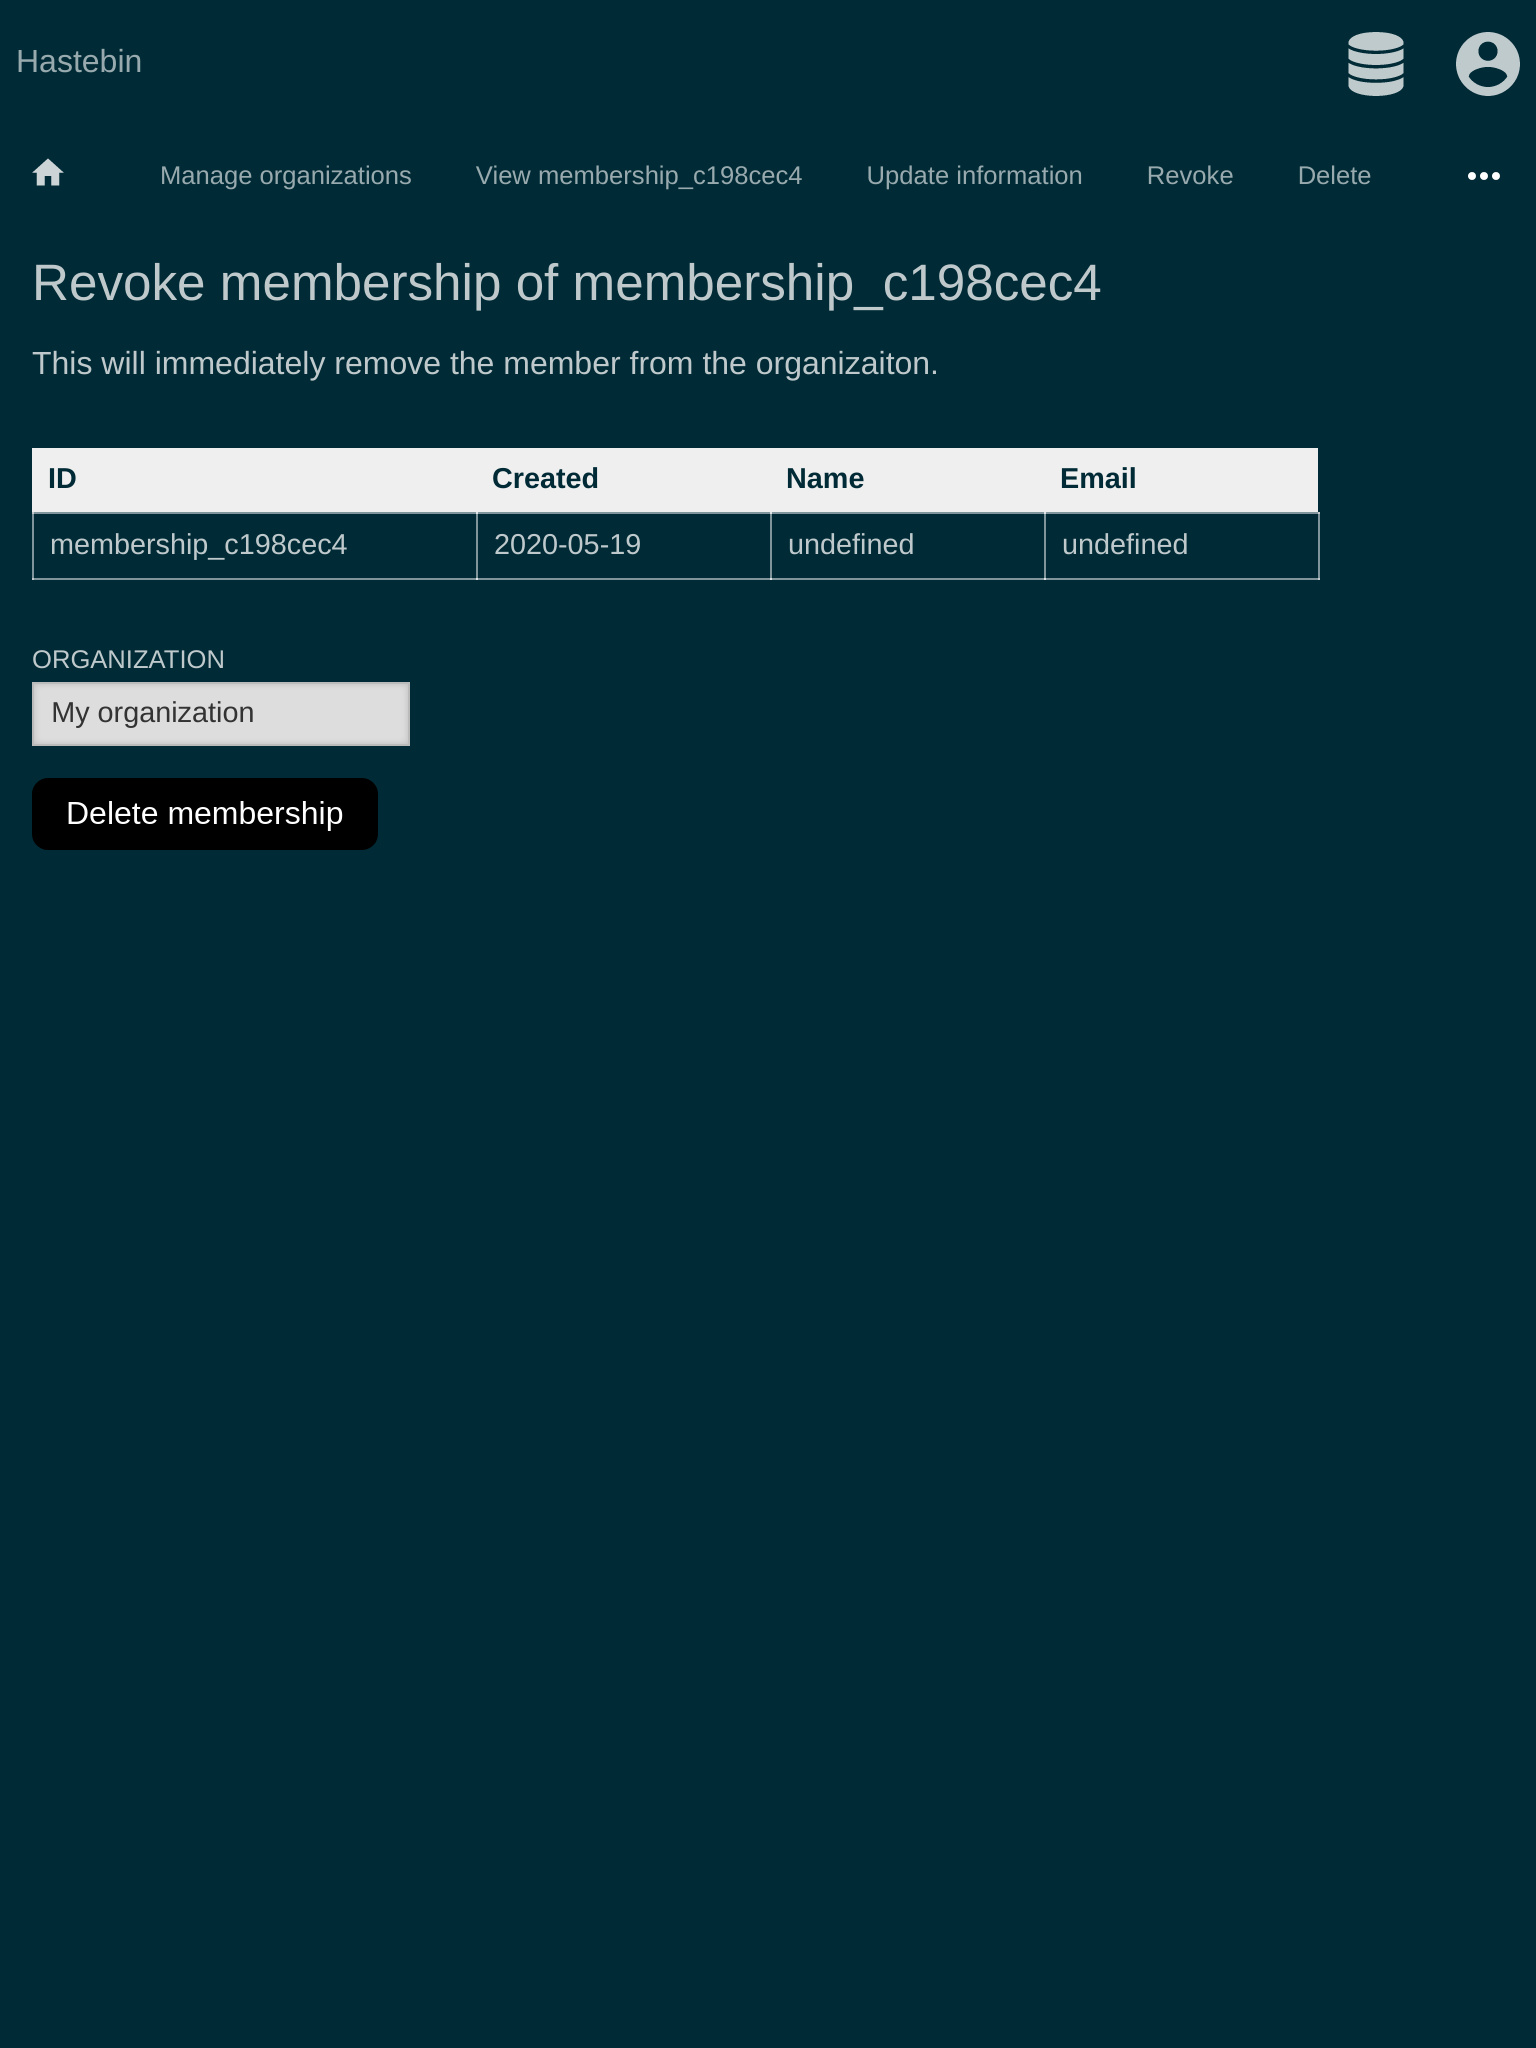 Hastebin
Manage organizations View membership_c198cec4 Update information Revoke Delete
Revoke membership of membership_c198cec4
This will immediately remove the member from the organizaiton.
ID Created Name Email
membership_c198cec4 2020-05-19 undefined undefined
ORGANIZATION
My organization
Delete membership